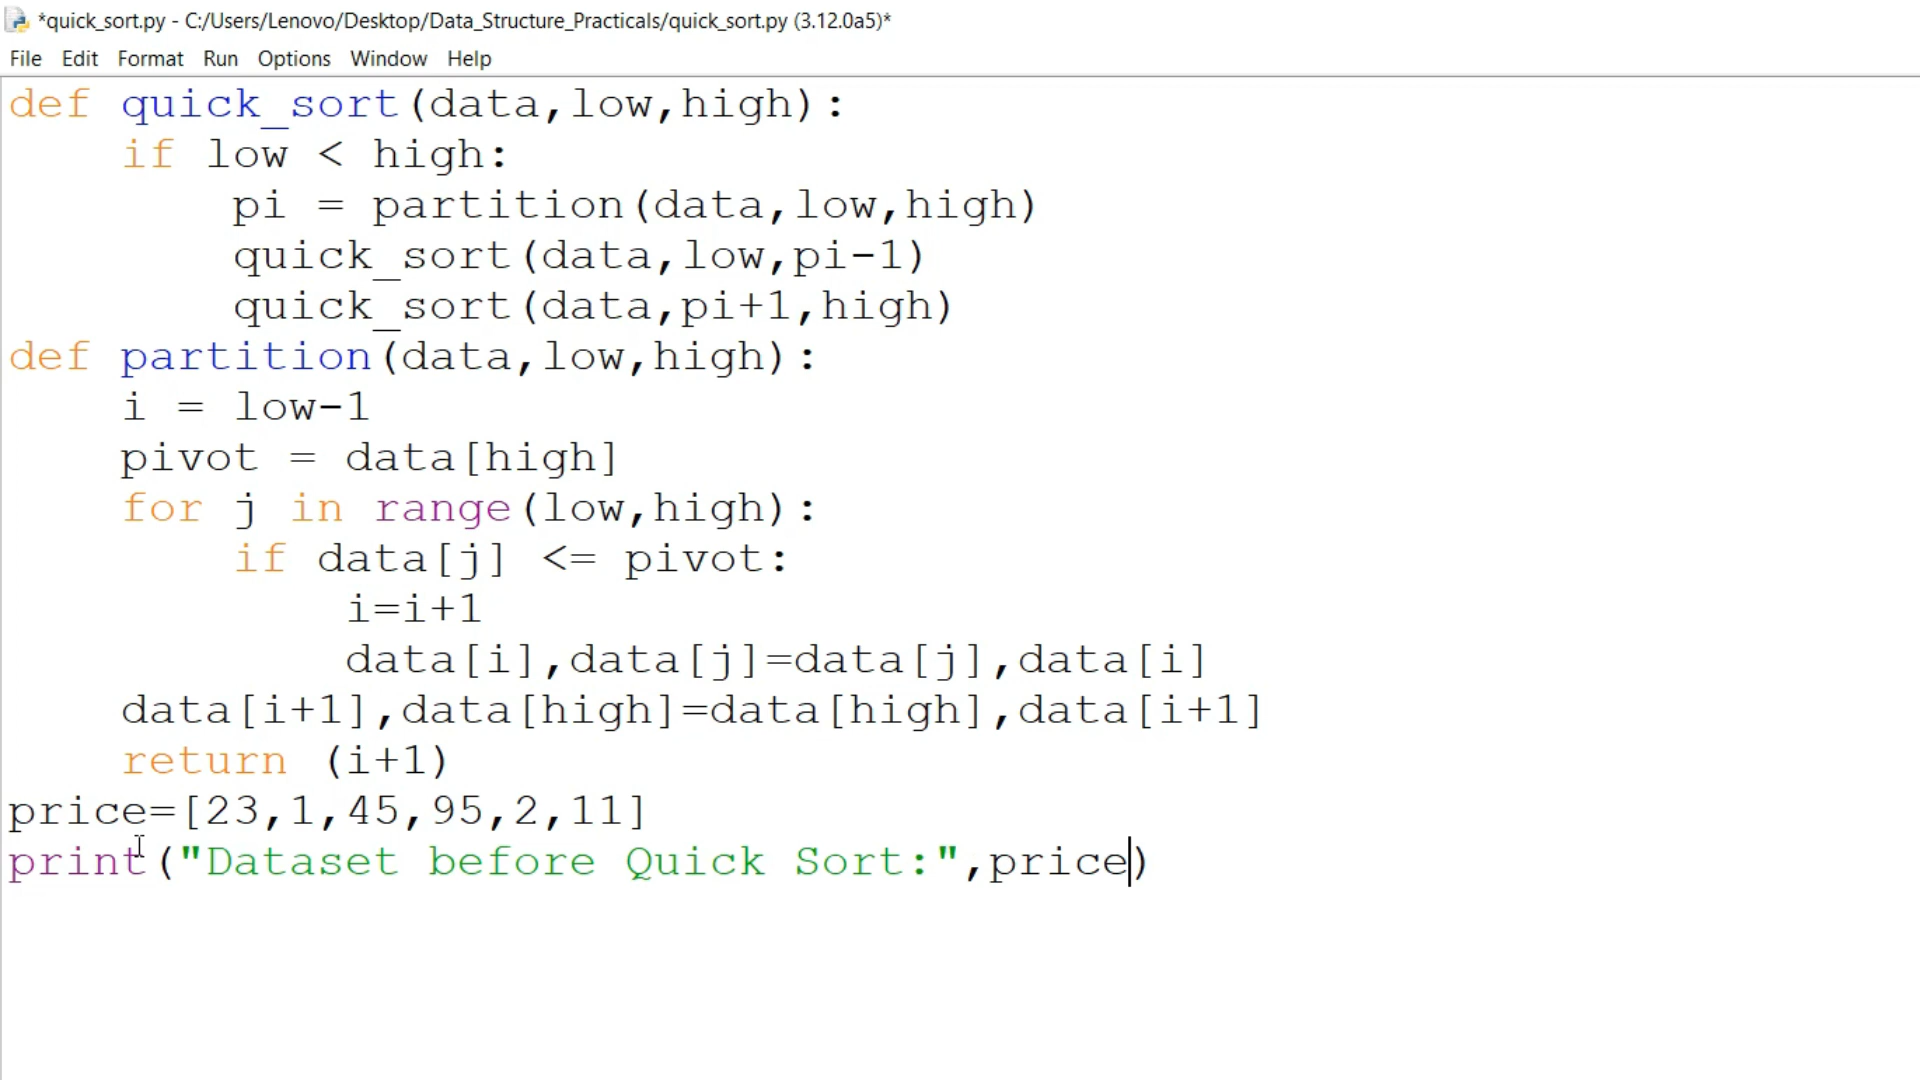 *quick_sort.py - C:/Users/Lenovo/Desktop/Data_Structure_Practicals/quick_sort.py (3.12.0a5)*
File Edit Format Run Options Window Help
def quick_sort(data,low,high):
    if low < high:
        pi = partition(data,low,high)
        quick_sort(data,low,pi-1)
        quick_sort(data,pi+1,high)
def partition(data,low,high):
    i = low-1
    pivot = data[high]
    for j in range(low,high):
        if data[j] <= pivot:
            i=i+1
            data[i],data[j]=data[j],data[i]
    data[i+1],data[high]=data[high],data[i+1]
    return (i+1)
price=[23,1,45,95,2,11]
print("Dataset before Quick Sort:",price)